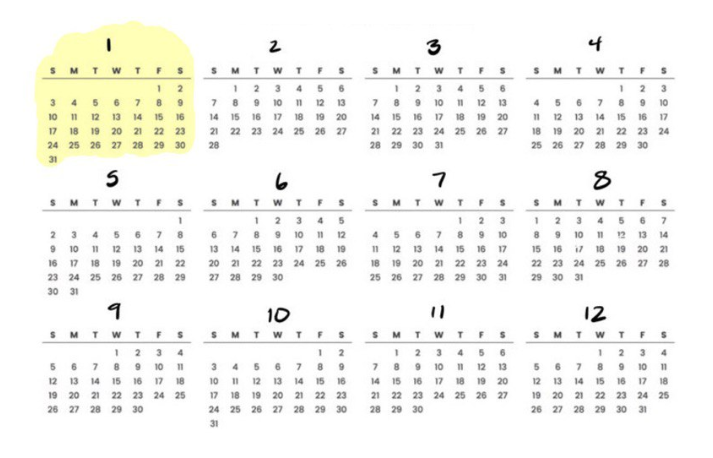 1
S M T W T F S
1 2
3 4 5 6 7 8 9
10 11 12 13 14 15 16
17 18 19 20 21 22 23
24 25 26 27 28 29 30
31
2
S M T W T F S
1 2 3 4 5 6
7 8 9 10 11 12 13
14 15 16 17 18 19 20
21 22 23 24 25 26 27
28
3
S M T W T F S
1 2 3 4 5 6
7 8 9 10 11 12 13
14 15 16 17 18 19 20
21 22 23 24 25 26 27
28 29 30 31
4
S M T W T F S
1 2 3
4 5 6 7 8 9 10
11 12 13 14 15 16 17
18 19 20 21 22 23 24
25 26 27 28 29 30
5
S M T W T F S
1
2 3 4 5 6 7 8
9 10 11 12 13 14 15
16 17 18 19 20 21 22
23 24 25 26 27 28 29
30 31
6
S M T W T F S
1 2 3 4 5
6 7 8 9 10 11 12
13 14 15 16 17 18 19
20 21 22 23 24 25 26
27 28 29 30
7
S M T W T F S
1 2 3
4 5 6 7 8 9 10
11 12 13 14 15 16 17
18 19 20 21 22 23 24
25 26 27 28 29 30 31
8
S M T W T F S
1 2 3 4 5 6 7
8 9 10 11 12 13 14
15 16 17 18 19 20 21
22 23 24 25 26 27 28
29 30 31
9
S M T W T F S
1 2 3 4
5 6 7 8 9 10 11
12 13 14 15 16 17 18
19 20 21 22 23 24 25
26 27 28 29 30
10
S M T W T F S
1 2
3 4 5 6 7 8 9
10 11 12 13 14 15 16
17 18 19 20 21 22 23
24 25 26 27 28 29 30
31
11
S M T W T F S
1 2 3 4 5 6
7 8 9 10 11 12 13
14 15 16 17 18 19 20
21 22 23 24 25 26 27
28 29 30
12
S M T W T F S
1 2 3 4
5 6 7 8 9 10 11
12 13 14 15 16 17 18
19 20 21 22 23 24 25
26 27 28 29 30 31